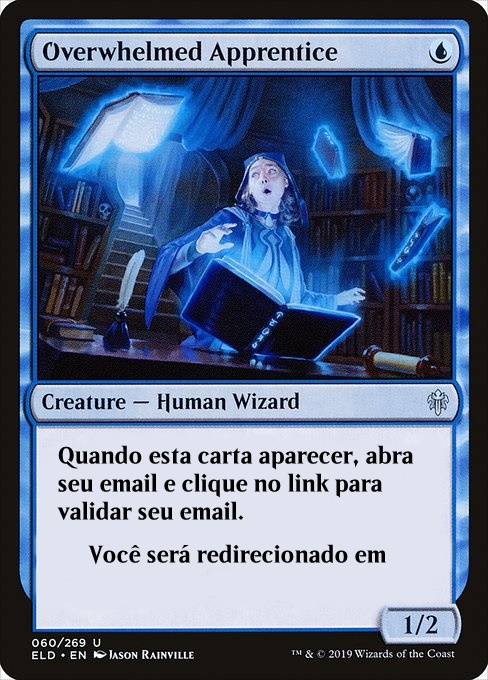 Overwhelmed Apprentice
Creature — Human Wizard
Quando esta carta aparecer, abra
seu email e clique no link para
validar seu email.
Você será redirecionado em
1/2
060/269 U
ELD • EN Jason Rainville
™ & © 2019 Wizards of the Coast